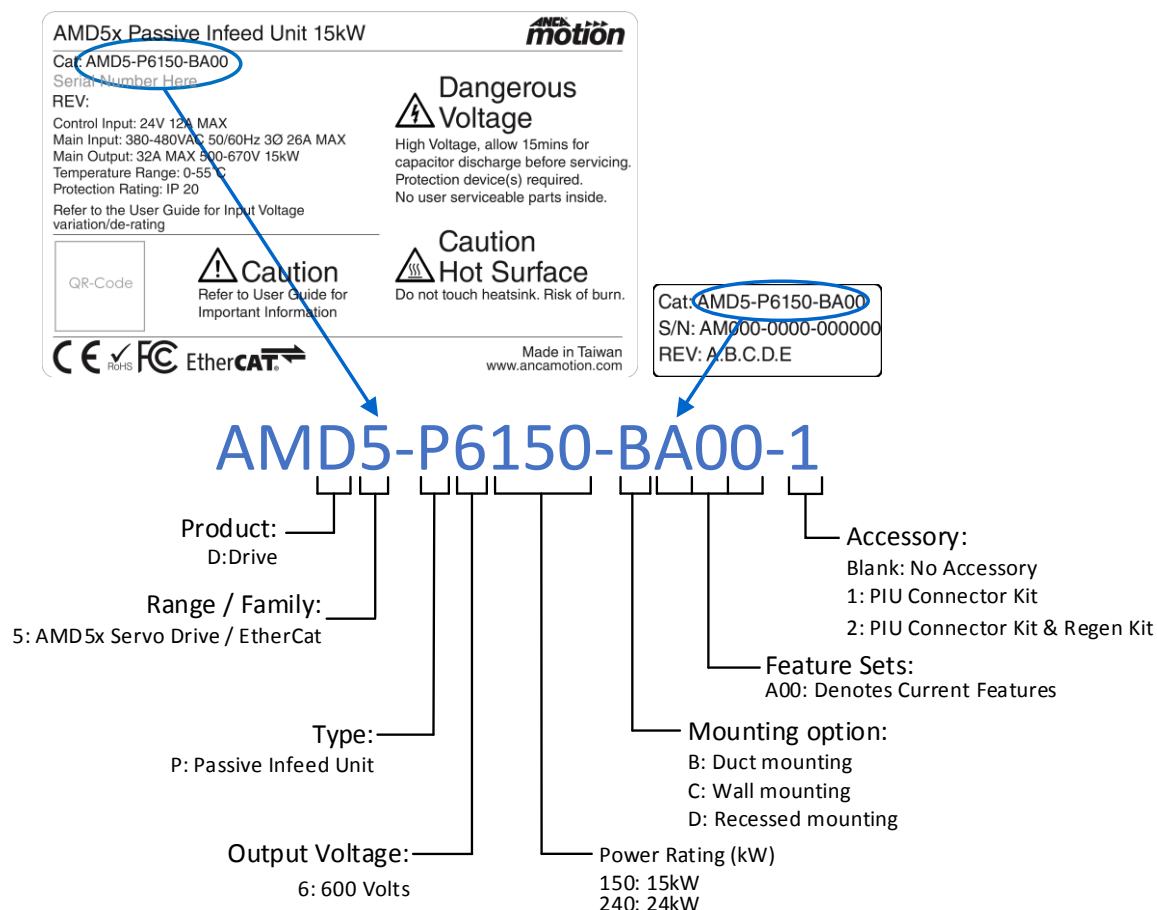 AMD5x Passive Infeed Unit 15kW
ANCA motion
Cat: AMD5-P6150-BA00
Serial Number Here
REV:
Control Input: 24V 12A MAX
Main Input: 380-480VAC 50/60Hz 3Ø 26A MAX
Main Output: 32A MAX 500-670V 15kW
Temperature Range: 0-55°C
Protection Rating: IP 20
Refer to the User Guide for Input Voltage
variation/de-rating
Dangerous
Voltage
High Voltage, allow 15mins for
capacitor discharge before servicing.
Protection device(s) required.
No user serviceable parts inside.
QR-Code
Caution
Refer to User Guide for
Important Information
Caution
Hot Surface
Do not touch heatsink. Risk of burn.
CE RoHS FC EtherCAT®
Made in Taiwan
www.ancamotion.com
Cat: AMD5-P6150-BA00
S/N: AM000-0000-000000
REV: A.B.C.D.E
AMD5-P6150-BA00-1
Product:
D:Drive
Range / Family:
5: AMD5x Servo Drive / EtherCat
Type:
P: Passive Infeed Unit
Output Voltage:
6: 600 Volts
Power Rating (kW)
150: 15kW
240: 24kW
Mounting option:
B: Duct mounting
C: Wall mounting
D: Recessed mounting
Feature Sets:
A00: Denotes Current Features
Accessory:
Blank: No Accessory
1: PIU Connector Kit
2: PIU Connector Kit & Regen Kit